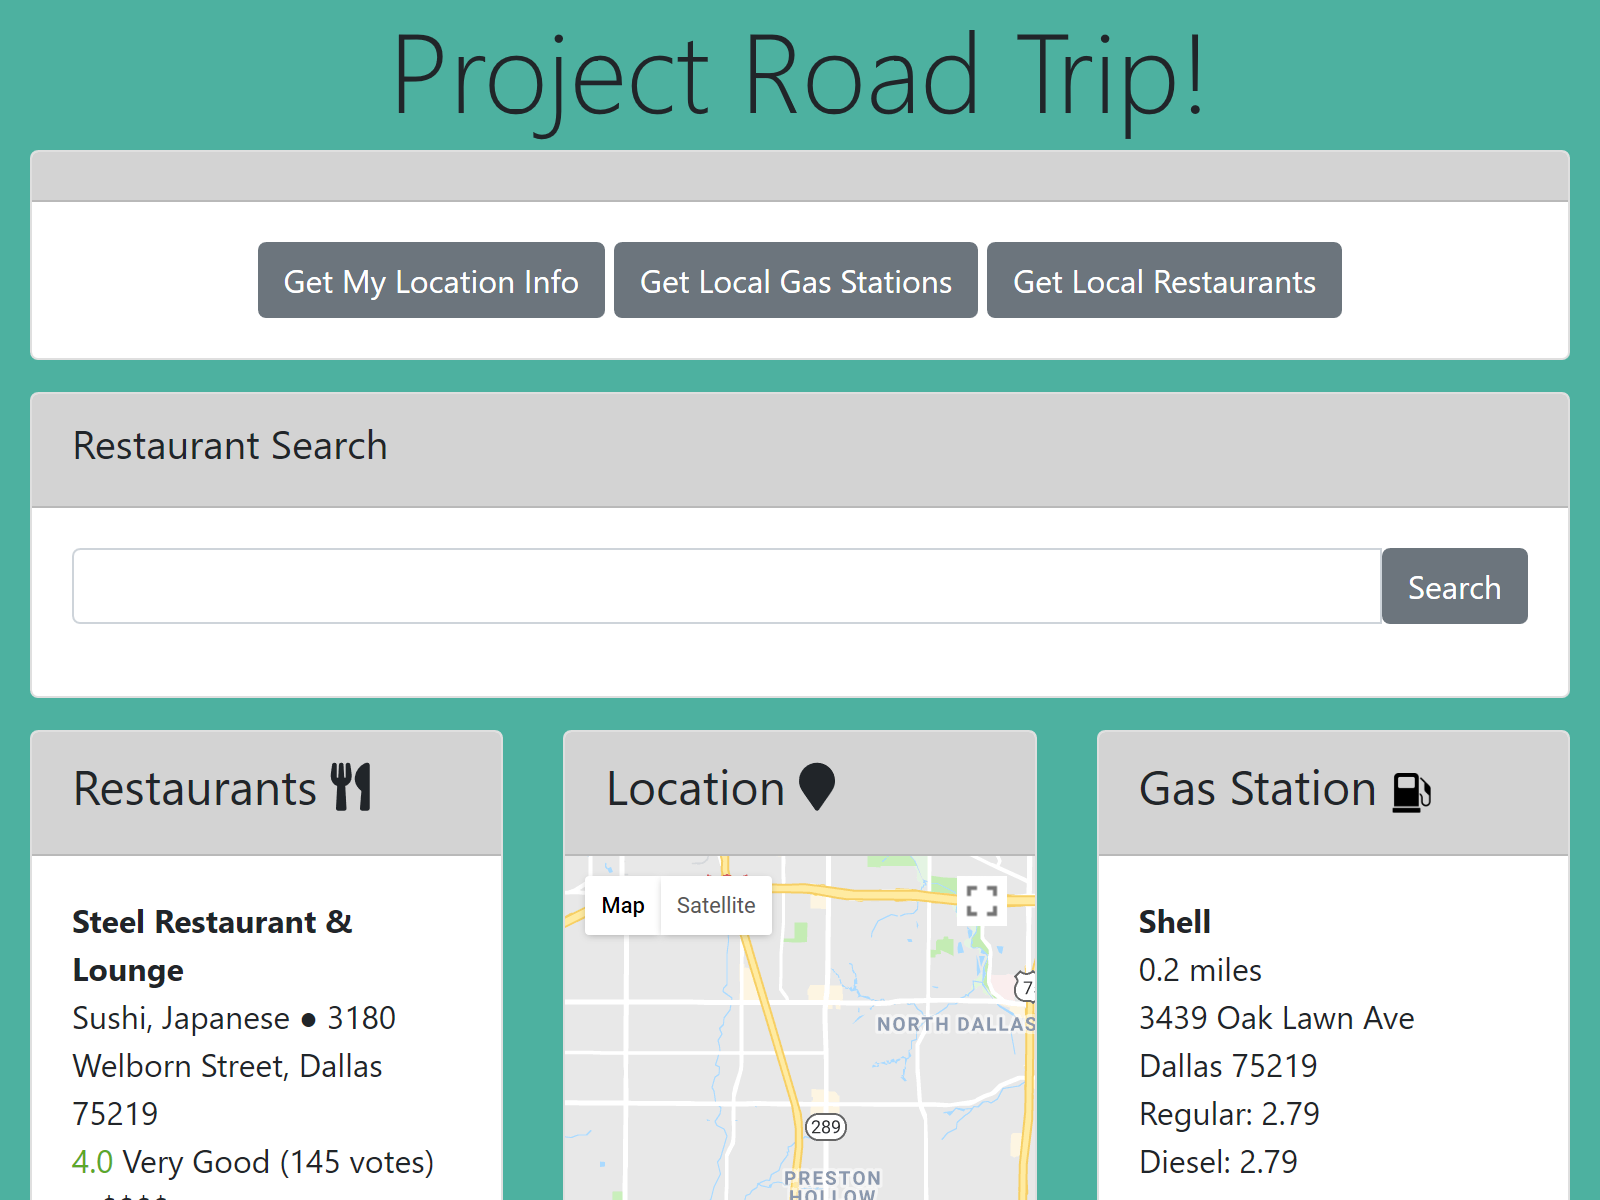 Project Road Trip!
Get My Location Info
Get Local Gas Stations
Get Local Restaurants
Restaurant Search
Search
Restaurants
Steel Restaurant &
Lounge
Sushi, Japanese ● 3180
Welborn Street, Dallas
75219
4.0 Very Good (145 votes)
Location
Map
Satellite
NORTH DALLAS
289
PRESTON
HOLLOW
Gas Station
Shell
0.2 miles
3439 Oak Lawn Ave
Dallas 75219
Regular: 2.79
Diesel: 2.79